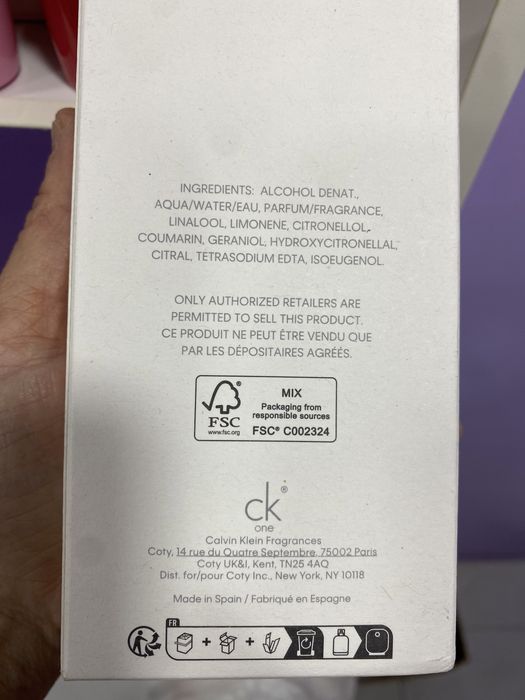 INGREDIENTS: ALCOHOL DENAT.,
AQUA/WATER/EAU, PARFUM/FRAGRANCE,
LINALOOL, LIMONENE, CITRONELLOL,
COUMARIN, GERANIOL, HYDROXYCITRONELLAL,
CITRAL, TETRASODIUM EDTA, ISOEUGENOL.
ONLY AUTHORIZED RETAILERS ARE
PERMITTED TO SELL THIS PRODUCT.
CE PRODUIT NE PEUT ÊTRE VENDU QUE
PAR LES DÉPOSITAIRES AGRÉÉS.
FSC
www.fsc.org
MIX
Packaging from
responsible sources
FSC® C002324
ck®
one
Calvin Klein Fragrances
Coty, 14 rue du Quatre Septembre, 75002 Paris
Coty UK&I, Kent, TN25 4AQ
Dist. for/pour Coty Inc., New York, NY 10118
Made in Spain / Fabriqué en Espagne
FR
+ +